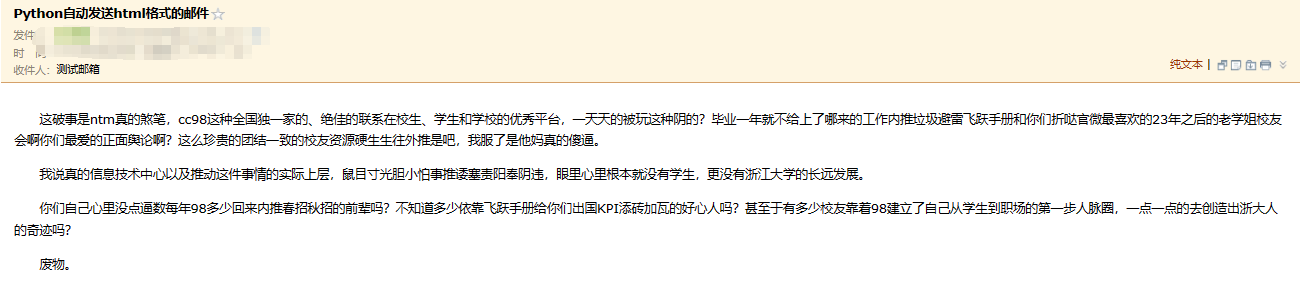 Python自动发送html格式的邮件
发件
时 间
收件人：测试邮箱
纯文本 |
这破事是ntm真的煞笔，cc98这种全国独一家的、绝佳的联系在校生、学生和学校的优秀平台，一天天的被玩这种阴的？毕业一年就不给上了哪来的工作内推垃圾避雷飞跃手册和你们折哒官微最喜欢的23年之后的老学姐校友
会啊你们最爱的正面舆论啊？这么珍贵的团结一致的校友资源硬生生往外推是吧，我服了是他妈真的傻逼。
我说真的信息技术中心以及推动这件事情的实际上层，鼠目寸光胆小怕事推诿塞责阳奉阴违，眼里心里根本就没有学生，更没有浙江大学的长远发展。
你们自己心里没点逼数每年98多少回来内推春招秋招的前辈吗？不知道多少依靠飞跃手册给你们出国KPI添砖加瓦的好心人吗？甚至于有多少校友靠着98建立了自己从学生到职场的第一步人脉圈，一点一点的去创造出浙大人
的奇迹吗？
废物。